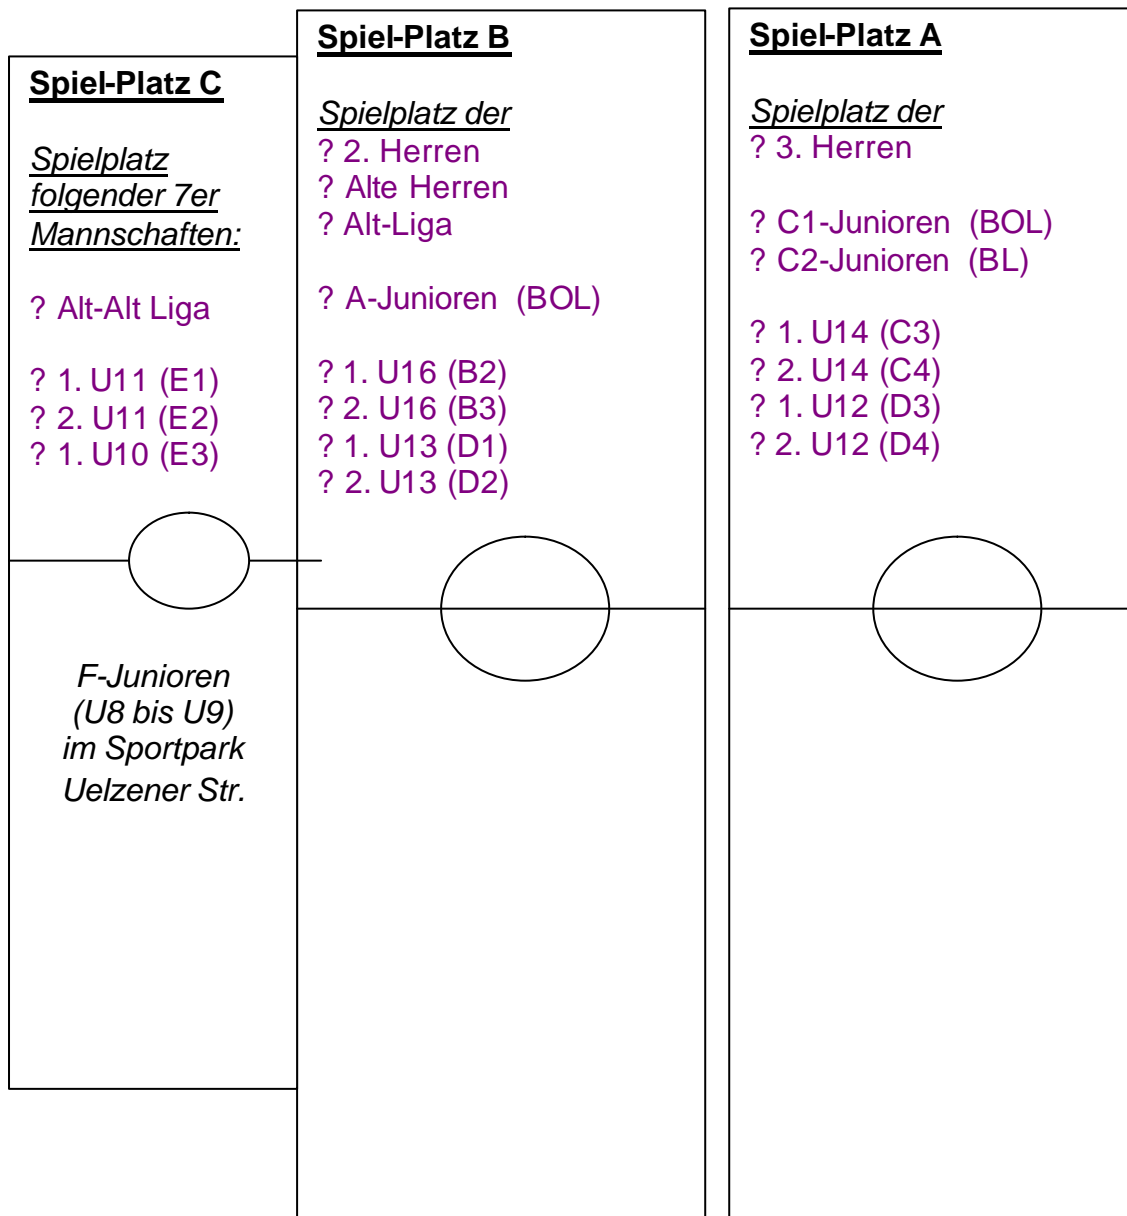 Spiel-Platz C
Spielplatz
folgender 7er
Mannschaften:
? Alt-Alt Liga
? 1. U11 (E1)
? 2. U11 (E2)
? 1. U10 (E3)
F-Junioren
(U8 bis U9)
im Sportpark
Uelzener Str.
Spiel-Platz B
Spielplatz der
? 2. Herren
? Alte Herren
? Alt-Liga
? A-Junioren (BOL)
? 1. U16 (B2)
? 2. U16 (B3)
? 1. U13 (D1)
? 2. U13 (D2)
Spiel-Platz A
Spielplatz der
? 3. Herren
? C1-Junioren (BOL)
? C2-Junioren (BL)
? 1. U14 (C3)
? 2. U14 (C4)
? 1. U12 (D3)
? 2. U12 (D4)